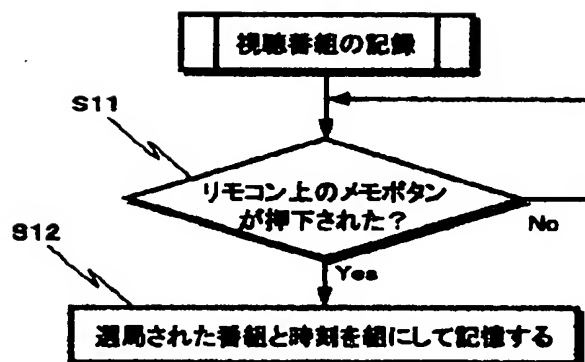 視聴番組の記録
S11
リモコン上のメモボタン
が押下された？
No
S12
Yes
選局された番組と時刻を組にして記憶する